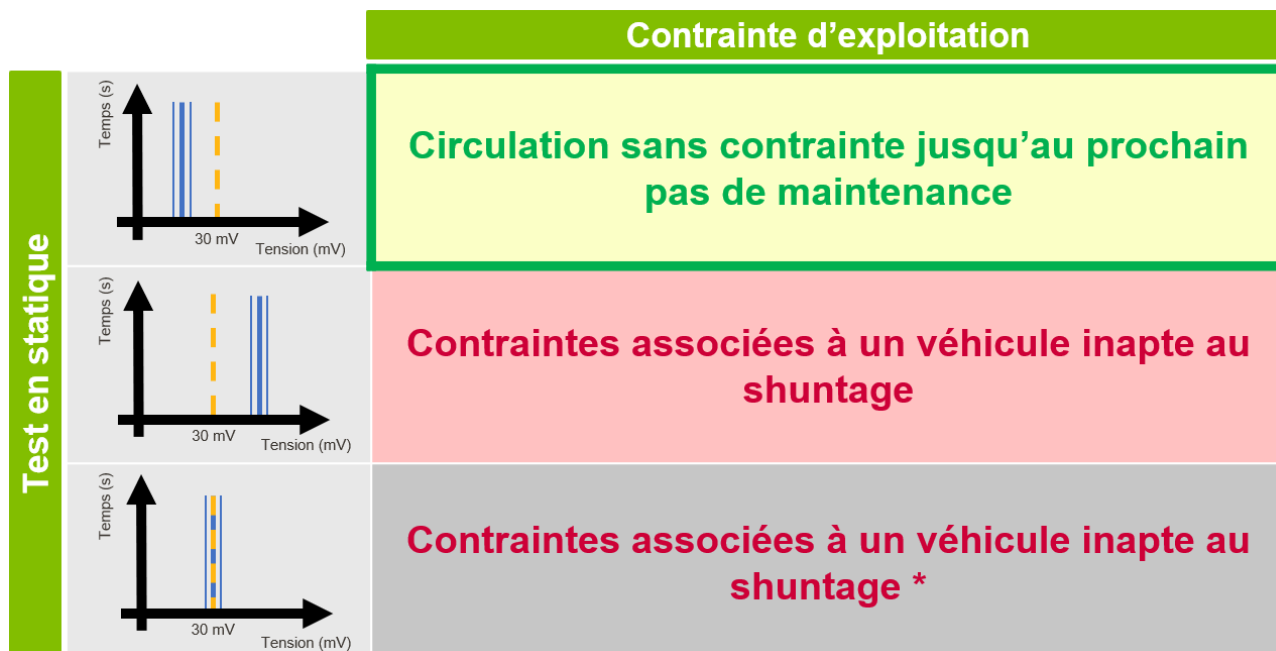 Contrainte d’exploitation
Test en statique
Temps (s)
30 mV
Tension (mV)
Circulation sans contrainte jusqu’au prochain
pas de maintenance
Temps (s)
30 mV
Tension (mV)
Contraintes associées à un véhicule inapte au
shuntage
Temps (s)
30 mV
Tension (mV)
Contraintes associées à un véhicule inapte au
shuntage *